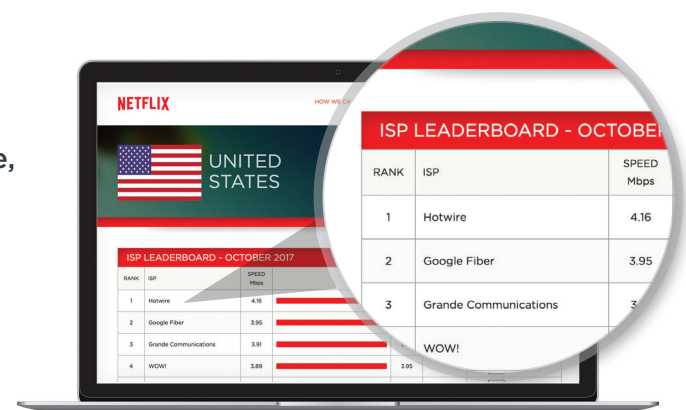 e,
NETFLIX
HOW WE CA
UNITED
STATES
ISP LEADERBOARD - OCTOBER 2017
RANK ISP SPEED
Mbps
1 Hotwire 4.16
2 Google Fiber 3.95
3 Grande Communications 3.91
4 WOW! 3.89 3.95
ISP LEADERBOARD - OCTOBER
RANK ISP SPEED
Mbps
1 Hotwire 4.16
2 Google Fiber 3.95
3 Grande Communications 3.
WOW!